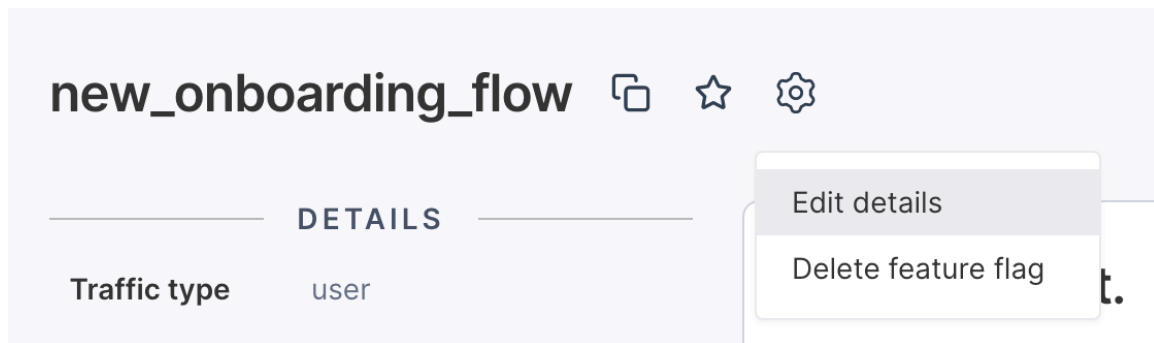 new_onboarding_flow
Edit details
DETAILS
Delete feature flag
Traffic type user
t.